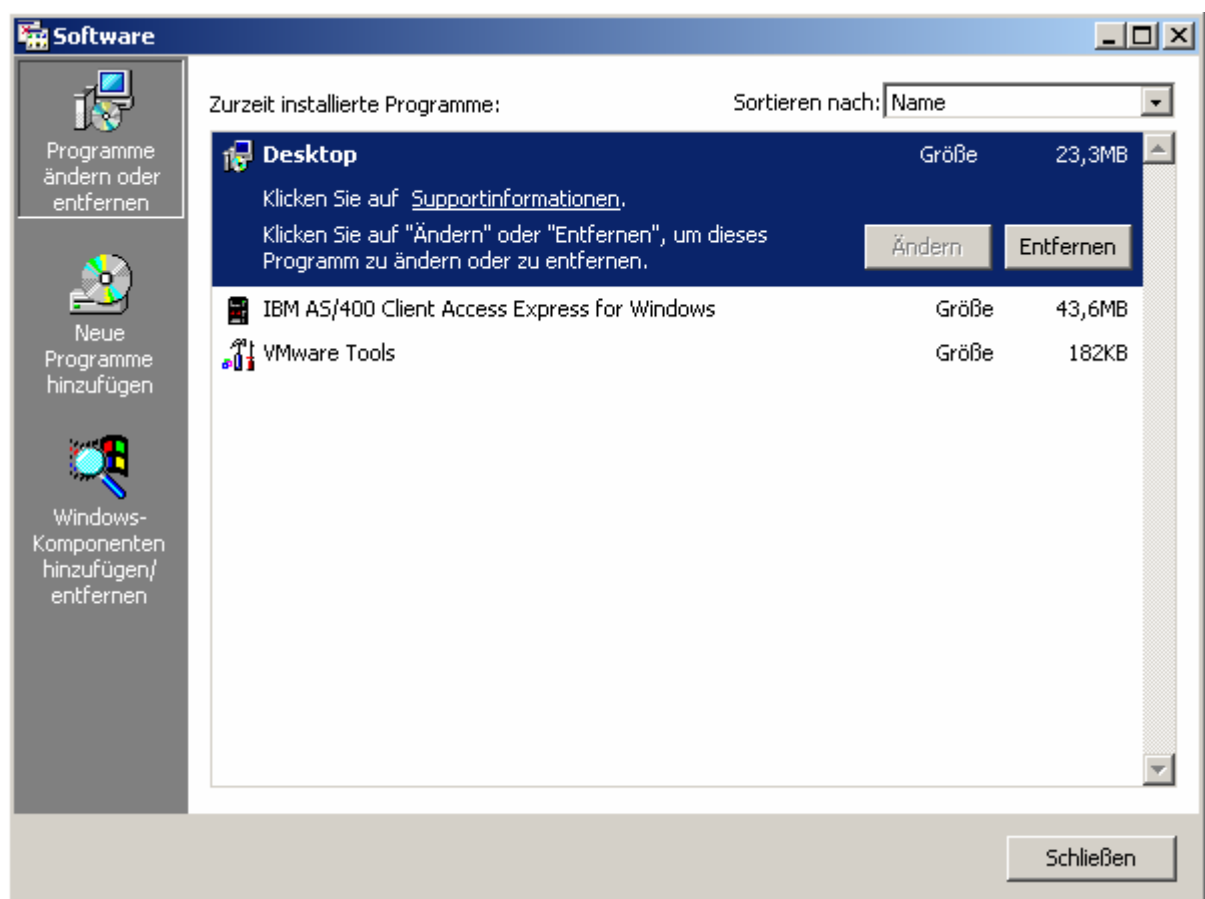 Software
Programme
ändern oder
entfernen
Neue
Programme
hinzufügen
Windows-
Komponenten
hinzufügen/
entfernen
Zurzeit installierte Programme:
Sortieren nach: Name
Desktop Größe 23,3MB
Klicken Sie auf Supportinformationen.
Klicken Sie auf "Ändern" oder "Entfernen", um dieses
Programm zu ändern oder zu entfernen.
Ändern Entfernen
IBM AS/400 Client Access Express for Windows Größe 43,6MB
VMware Tools Größe 182KB
Schließen